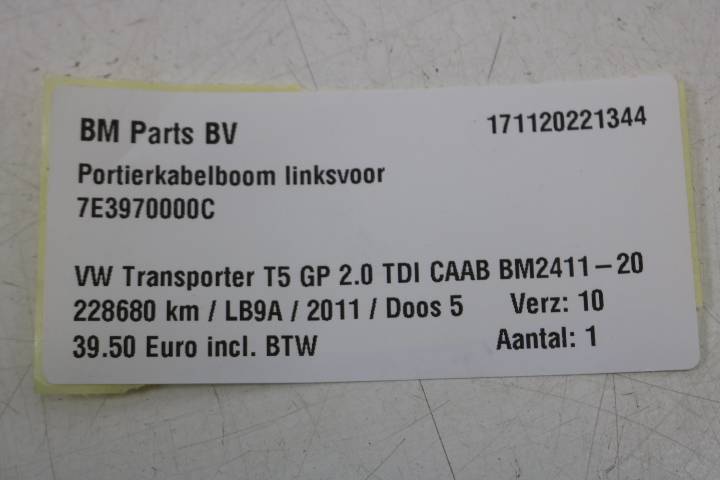 BM Parts BV 171120221344
Portierkabelboom linksvoor
7E3970000C
VW Transporter T5 GP 2.0 TDI CAAB BM2411-20
228680 km / LB9A / 2011 / Doos 5 Verz: 10
39.50 Euro incl. BTW Aantal: 1